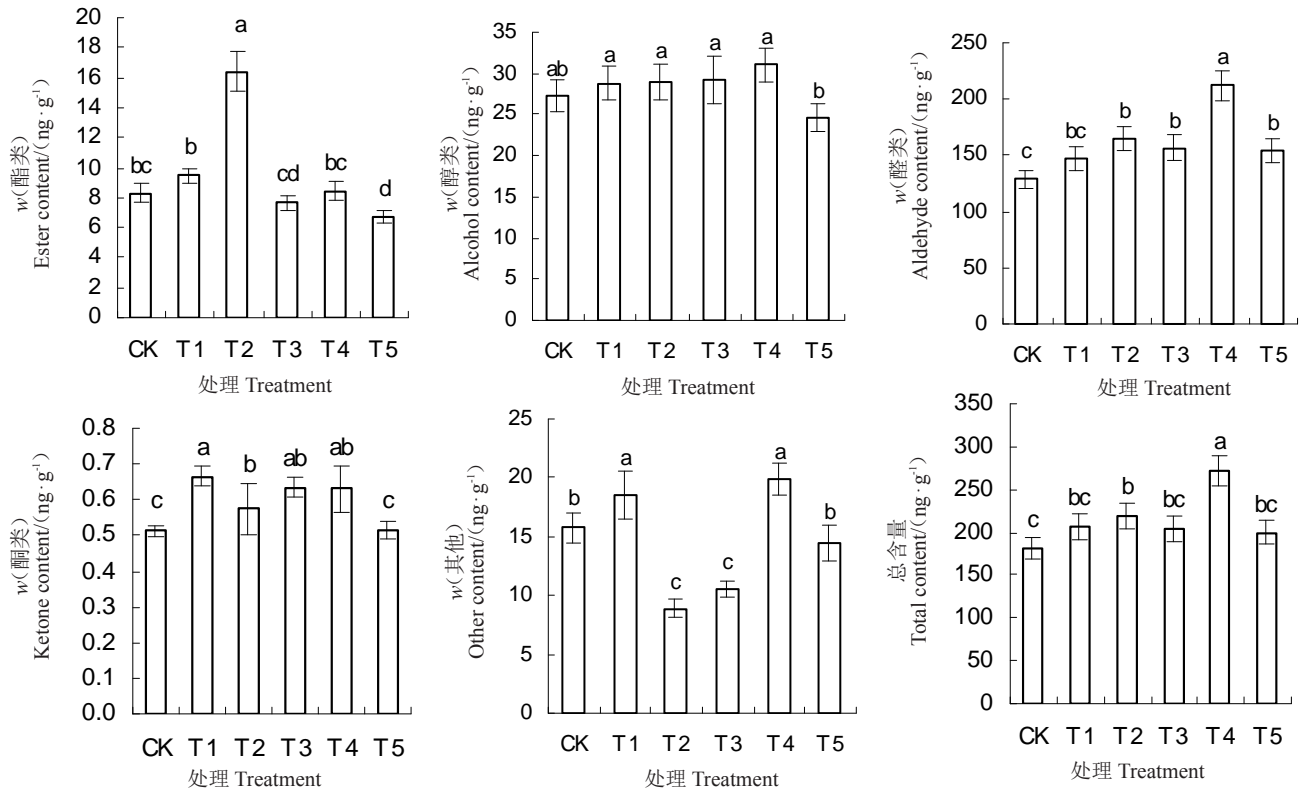 w(酯类)
Ester content/(ng·g⁻¹)
20
18
16
14
12
10
8
6
4
2
0
bc
b
a
cd
bc
d
CK T1 T2 T3 T4 T5
处理 Treatment
w(醇类)
Alcohol content/(ng·g⁻¹)
35
30
25
20
15
10
5
0
ab
a
a
a
a
b
CK T1 T2 T3 T4 T5
处理 Treatment
w(醛类)
Aldehyde content/(ng·g⁻¹)
250
200
150
100
50
0
c
bc
b
b
a
b
CK T1 T2 T3 T4 T5
处理 Treatment
w(酮类)
Ketone content/(ng·g⁻¹)
0.8
0.7
0.6
0.5
0.4
0.3
0.2
0.1
0.0
c
a
b
ab
ab
c
CK T1 T2 T3 T4 T5
处理 Treatment
w(其他)
Other content/(ng·g⁻¹)
25
20
15
10
5
0
b
a
c
c
a
b
CK T1 T2 T3 T4 T5
处理 Treatment
总含量
Total content/(ng·g⁻¹)
350
300
250
200
150
100
50
0
c
bc
b
bc
a
bc
CK T1 T2 T3 T4 T5
处理 Treatment